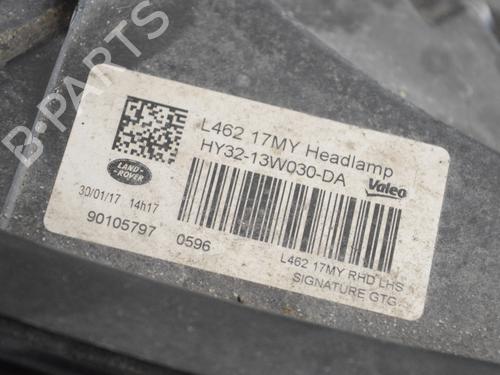 B-PARTS
L462 17MY Headlamp
HY32-13W030-DA
Valeo
LAND-
ROVER
30/01/17 14h17
90105797 0596
L462 17MY RHD LHS
SIGNATURE GTG